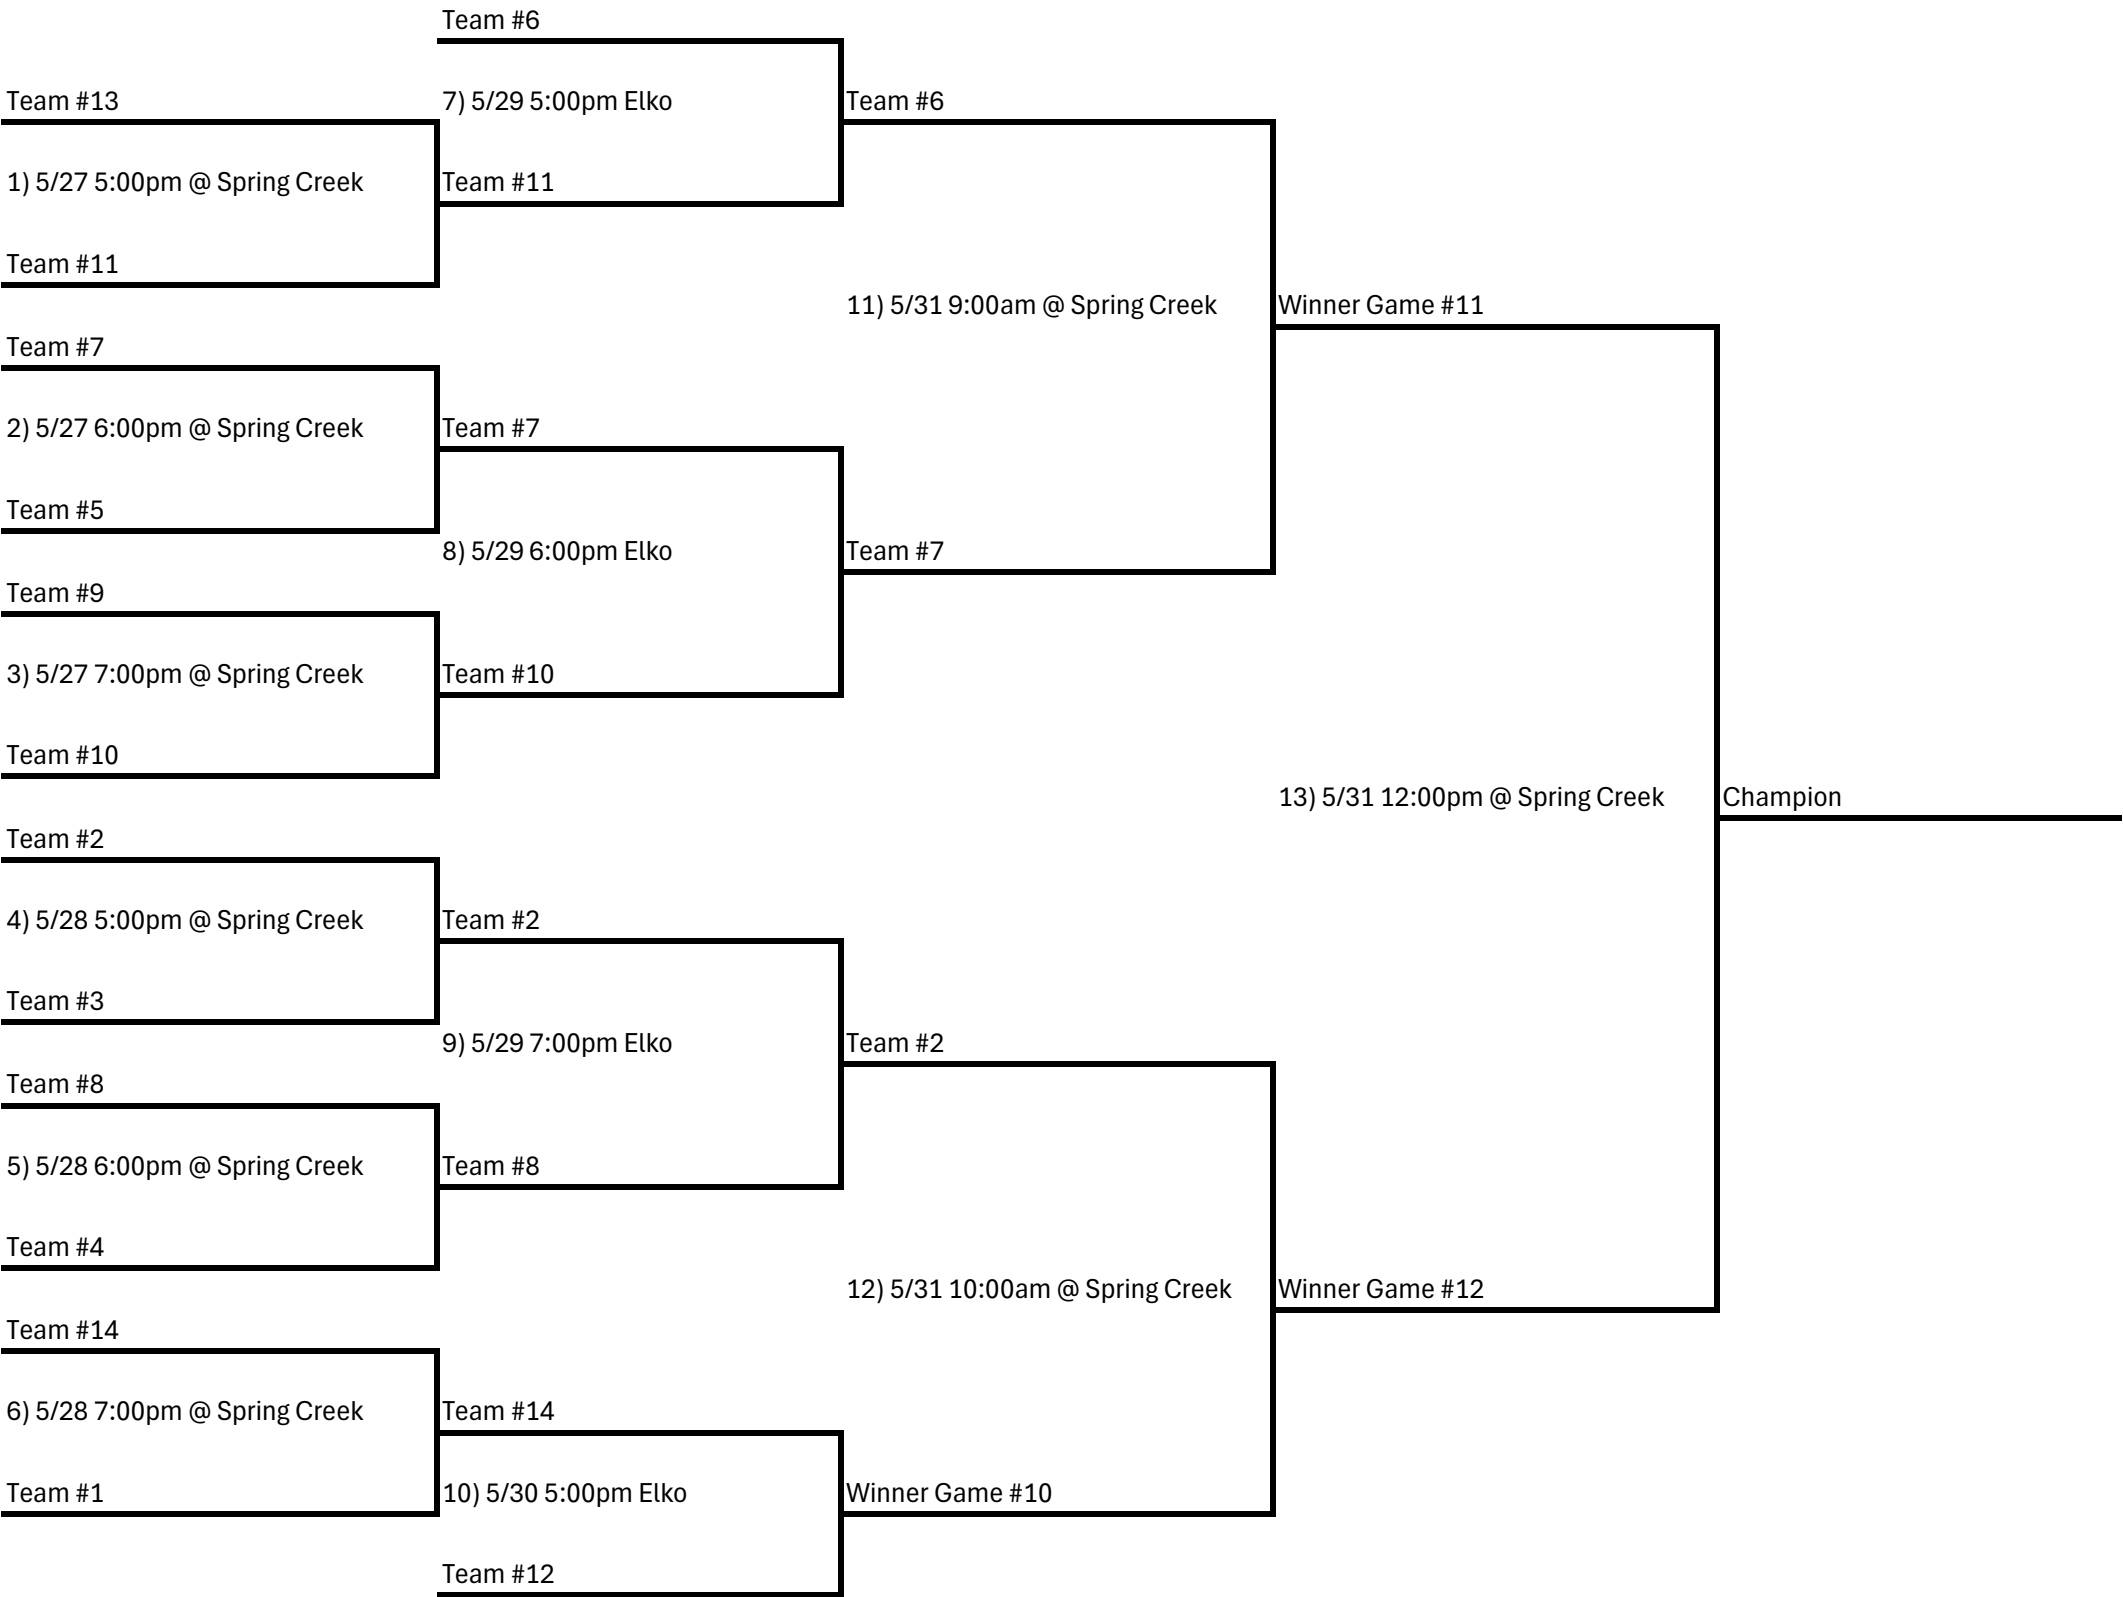 Team #6
Team #13
7) 5/29 5:00pm Elko
Team #6
1) 5/27 5:00pm @ Spring Creek
Team #11
Team #11
11) 5/31 9:00am @ Spring Creek
Winner Game #11
Team #7
2) 5/27 6:00pm @ Spring Creek
Team #7
Team #5
8) 5/29 6:00pm Elko
Team #7
Team #9
3) 5/27 7:00pm @ Spring Creek
Team #10
Team #10
13) 5/31 12:00pm @ Spring Creek
Champion
Team #2
4) 5/28 5:00pm @ Spring Creek
Team #2
Team #3
9) 5/29 7:00pm Elko
Team #2
Team #8
5) 5/28 6:00pm @ Spring Creek
Team #8
Team #4
12) 5/31 10:00am @ Spring Creek
Winner Game #12
Team #14
6) 5/28 7:00pm @ Spring Creek
Team #14
Team #1
10) 5/30 5:00pm Elko
Winner Game #10
Team #12